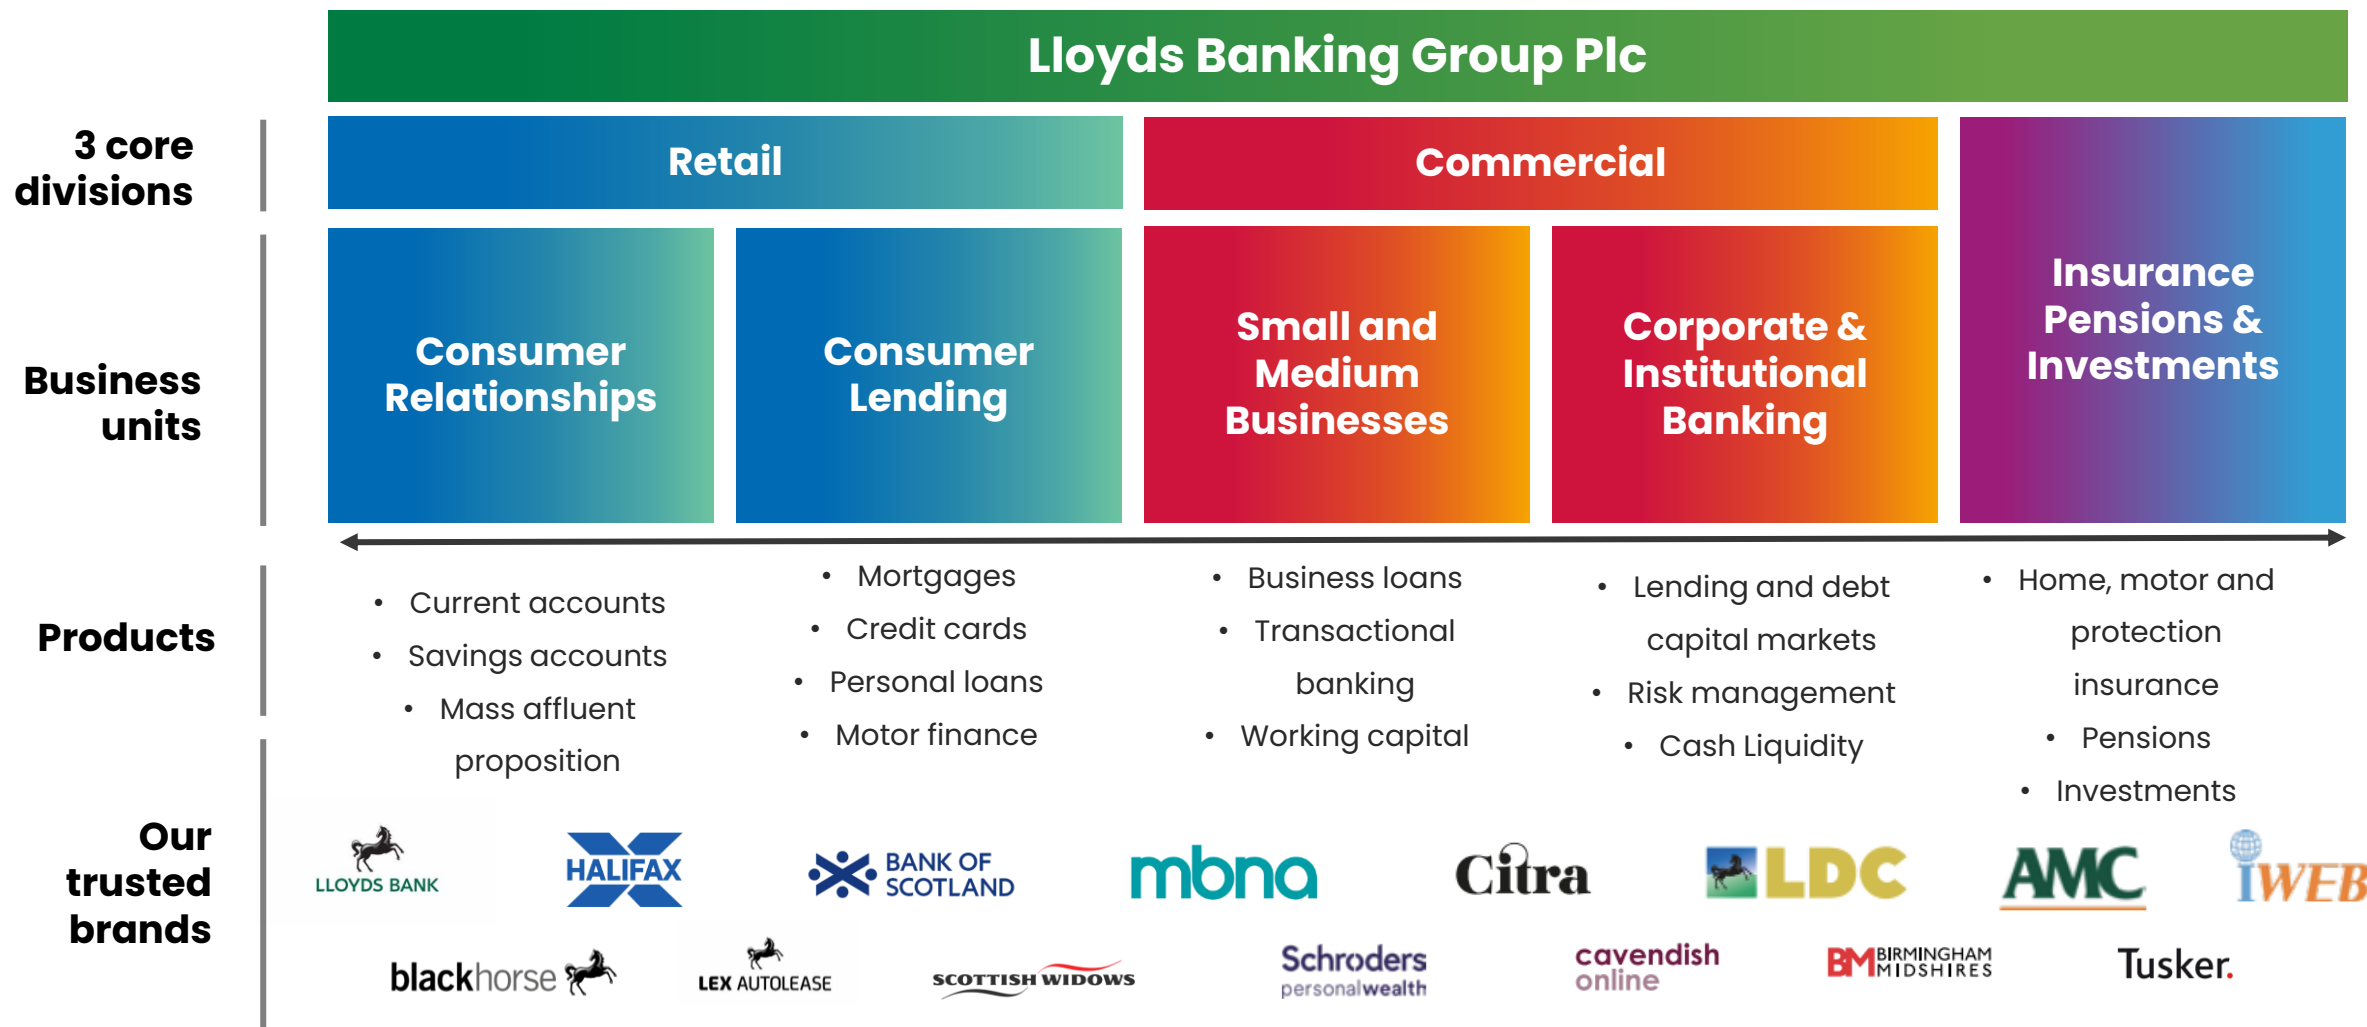 Lloyds Banking Group Plc
3 core
divisions
Retail
Commercial
Insurance
Pensions &
Investments
Business
units
Consumer
Relationships
Consumer
Lending
Small and
Medium
Businesses
Corporate &
Institutional
Banking
Products
• Current accounts
• Savings accounts
• Mass affluent
proposition
• Mortgages
• Credit cards
• Personal loans
• Motor finance
• Business loans
• Transactional
banking
• Working capital
• Lending and debt
capital markets
• Risk management
• Cash Liquidity
• Home, motor and
protection
insurance
• Pensions
• Investments
Our
trusted
brands
LLOYDS BANK
HALIFAX
BANK OF
SCOTLAND
mbna
Citra
LDC
AMC
iWEB
blackhorse
LEX AUTOLEASE
SCOTTISH WIDOWS
Schroders
personalwealth
cavendish
online
BM BIRMINGHAM
MIDSHIRES
Tusker.